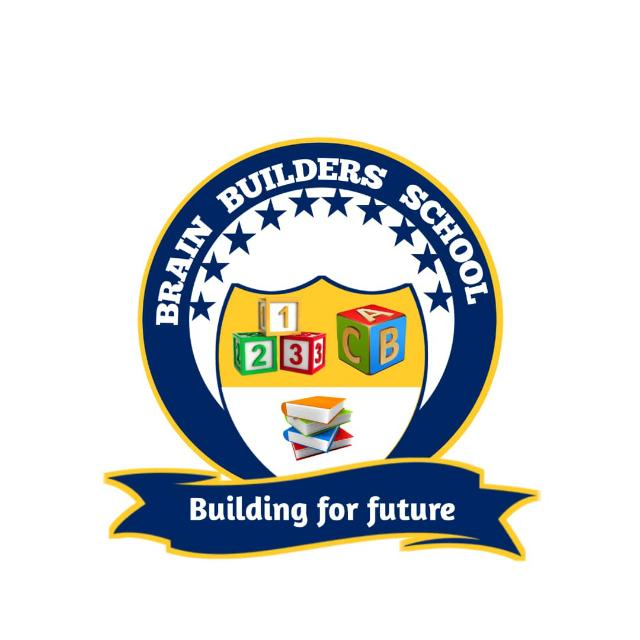 BRAIN BUILDERS SCHOOL
1
2 3 3
A
C B
Building for future